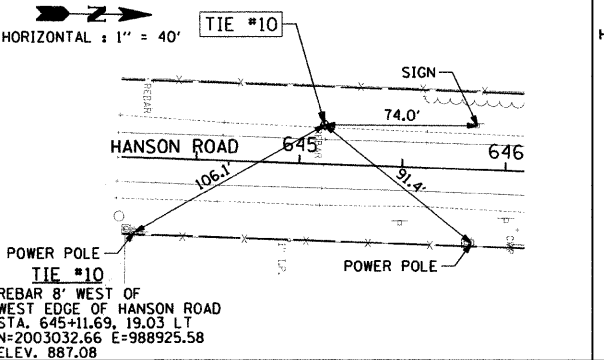 N
HORIZONTAL : 1" = 40'
TIE #10
SIGN
REBAR
74.0'
HANSON ROAD
645
REBAR
646
106.1'
91.4'
P
P
POWER POLE
POWER POLE
TIE #10
REBAR 8' WEST OF
WEST EDGE OF HANSON ROAD
STA. 645+11.69, 19.03 LT
N=2003032.66 E=988925.58
ELEV. 887.08